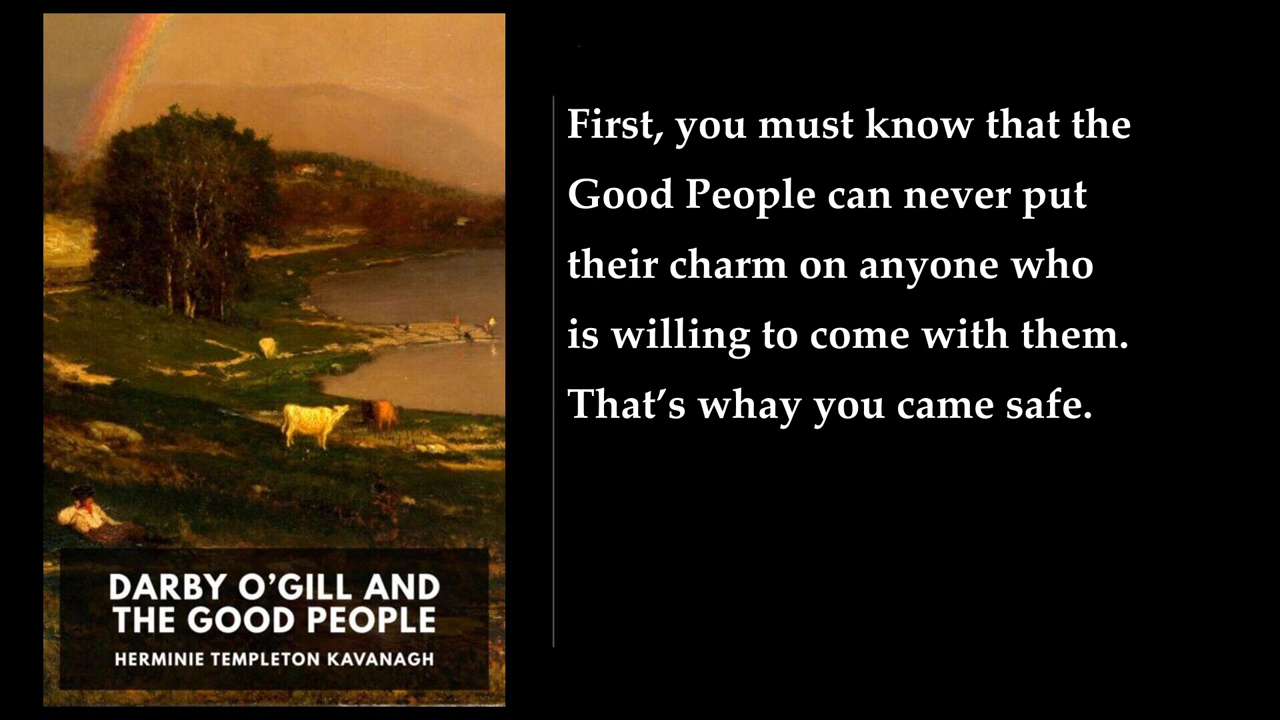 First, you must know that the
Good People can never put
their charm on anyone who
is willing to come with them.
That’s whay you came safe.
DARBY O’GILL AND
THE GOOD PEOPLE
HERMINIE TEMPLETON KAVANAGH